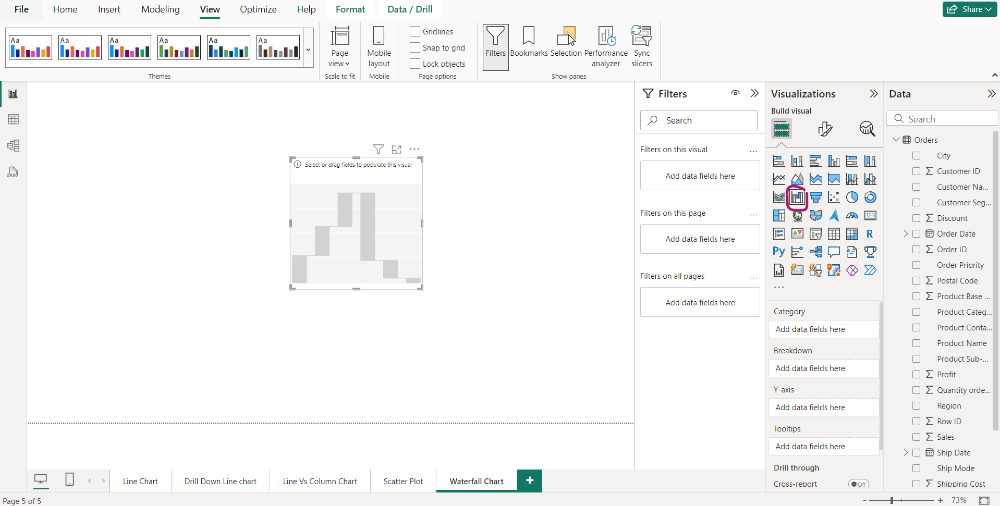 File Home Insert Modeling View Optimize Help Format Data / Drill Share
Aa Aa Aa Aa Aa Aa
Page view
Mobile layout
Gridlines
Snap to grid
Lock objects
Filters
Bookmarks
Selection
Performance analyzer
Sync slicers
Themes Scale to fit Mobile Page options Show panes
DAX
Select or drag fields to populate this visual
Filters
Search
Filters on this visual ...
Add data fields here
Filters on this page ...
Add data fields here
Filters on all pages ...
Add data fields here
Visualizations
Build visual
123
R
Py
123
...
Category
Add data fields here
Breakdown
Add data fields here
Y-axis
Add data fields here
Tooltips
Add data fields here
Drill through
Cross-report Off
Data
Search
Orders
City
∑ Customer ID
Customer Na...
Customer Seg...
∑ Discount
Order Date
∑ Order ID
Order Priority
∑ Postal Code
∑ Product Base ...
Product Categ...
Product Conta...
Product Name
Product Sub-...
∑ Profit
∑ Quantity orde...
Region
∑ Row ID
∑ Sales
Ship Date
Ship Mode
∑ Shipping Cost
Line Chart Drill Down Line chart Line Vs Column Chart Scatter Plot Waterfall Chart +
Page 5 of 5
- + 73%